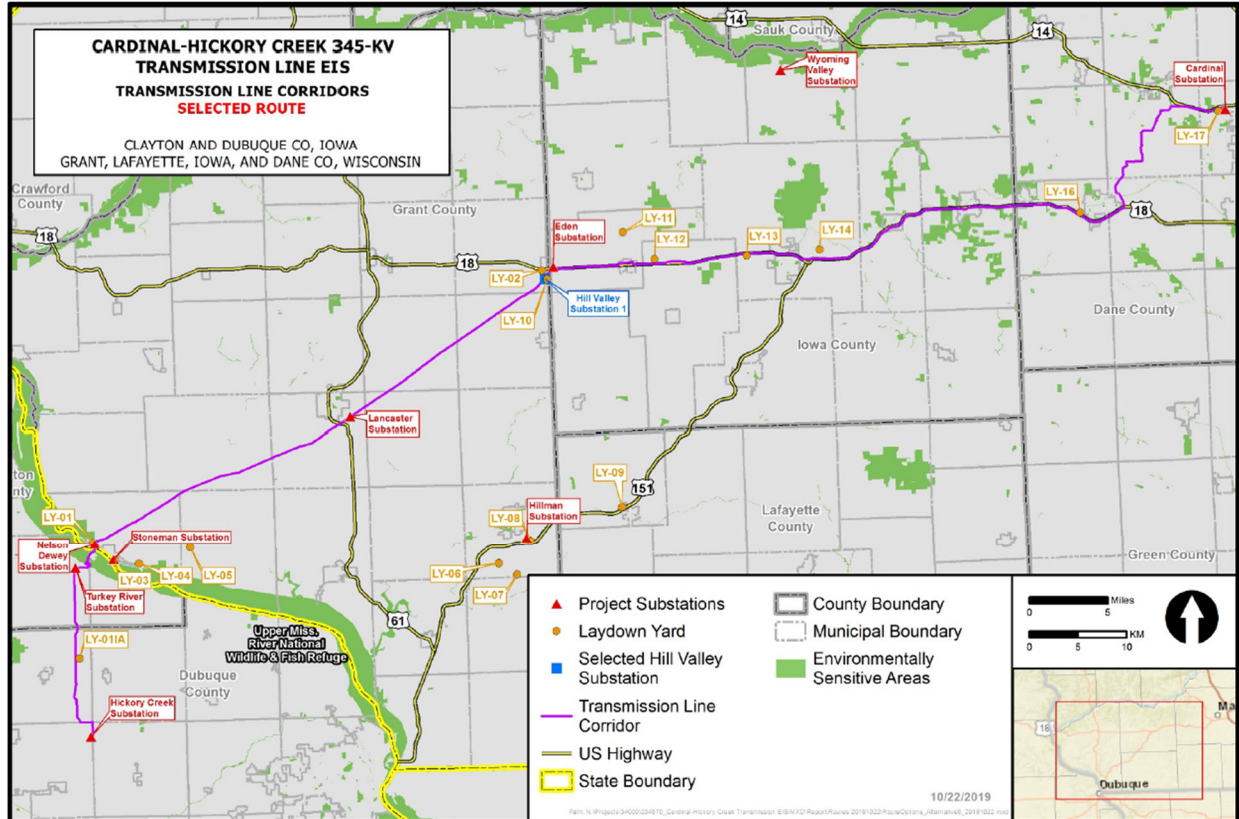 CARDINAL-HICKORY CREEK 345-KV
TRANSMISSION LINE EIS
TRANSMISSION LINE CORRIDORS
SELECTED ROUTE
CLAYTON AND DUBUQUE CO, IOWA
GRANT, LAFAYETTE, IOWA, AND DANE CO, WISCONSIN
14
Sauk County
14
Wyoming
Valley
Substation
Cardinal
Substation
LY-17
Crawford
County
Grant County
18
18
Eden
Substation
LY-11
LY-12
LY-13
LY-14
LY-16
18
LY-02
Hill Valley
Substation 1
LY-10
Dane County
Iowa County
Lancaster
Substation
ton
nty
LY-09
151
LY-01
LY-08
Hillman
Substation
Lafayette
County
Nelson
Dewey
Substation
Stoneman Substation
Green County
LY-03
LY-04
LY-05
LY-06
LY-07
Turkey River
Substation
61
Upper Miss.
River National
Wildlife & Fish Refuge
LY-01IA
Dubuque
County
Hickory Creek
Substation
Project Substations
Laydown Yard
Selected Hill Valley
Substation
Transmission Line
Corridor
US Highway
State Boundary
County Boundary
Municipal Boundary
Environmentally
Sensitive Areas
10/22/2019
Miles
0 5
KM
0 5 10
18
Ma
Dubuque